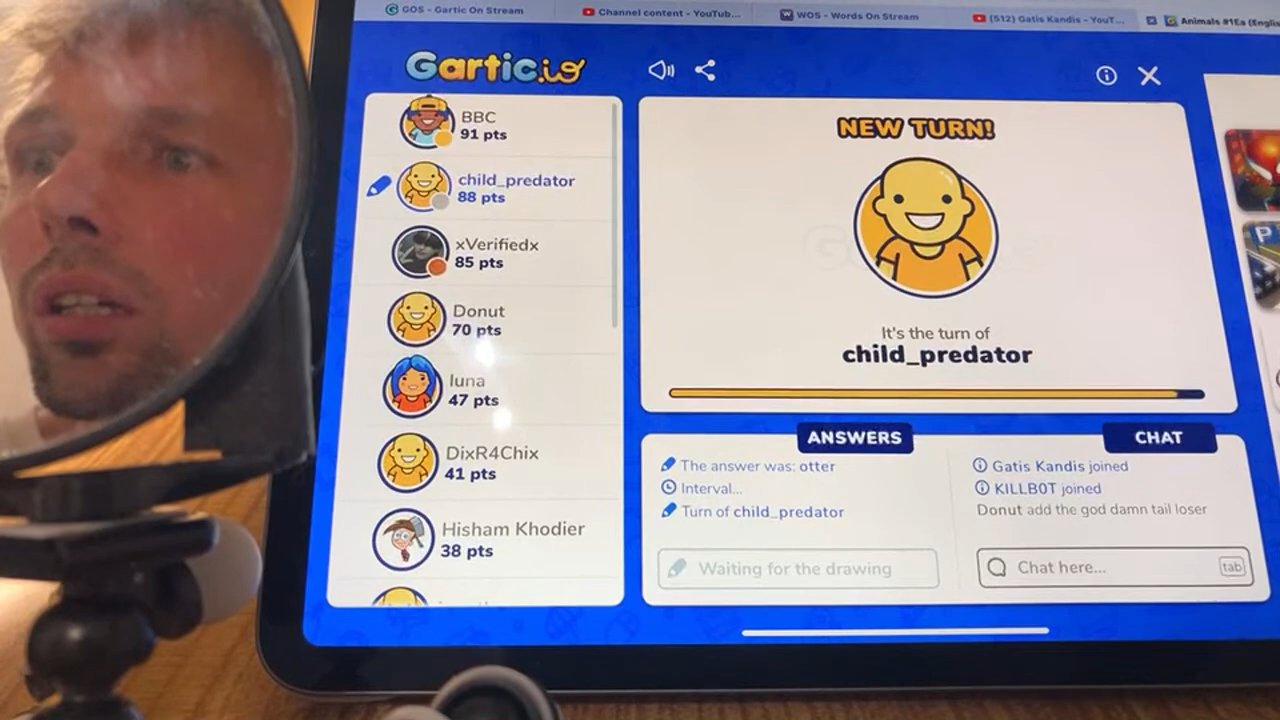 GOS - Gartic On Stream
Channel content - YouTub...
WOS - Words On Stream
(512) Gatis Kandis - YouT...
Animals #1Ea (Englis
Gartic.io
BBC
91 pts
child_predator
88 pts
xVerifiedx
85 pts
Donut
70 pts
luna
47 pts
DixR4Chix
41 pts
Hisham Khodier
38 pts
NEW TURN!
It's the turn of
child_predator
ANSWERS
The answer was: otter
Interval...
Turn of child_predator
Waiting for the drawing
CHAT
Gatis Kandis joined
KILLB0T joined
Donut add the god damn tail loser
Chat here...
tab
P